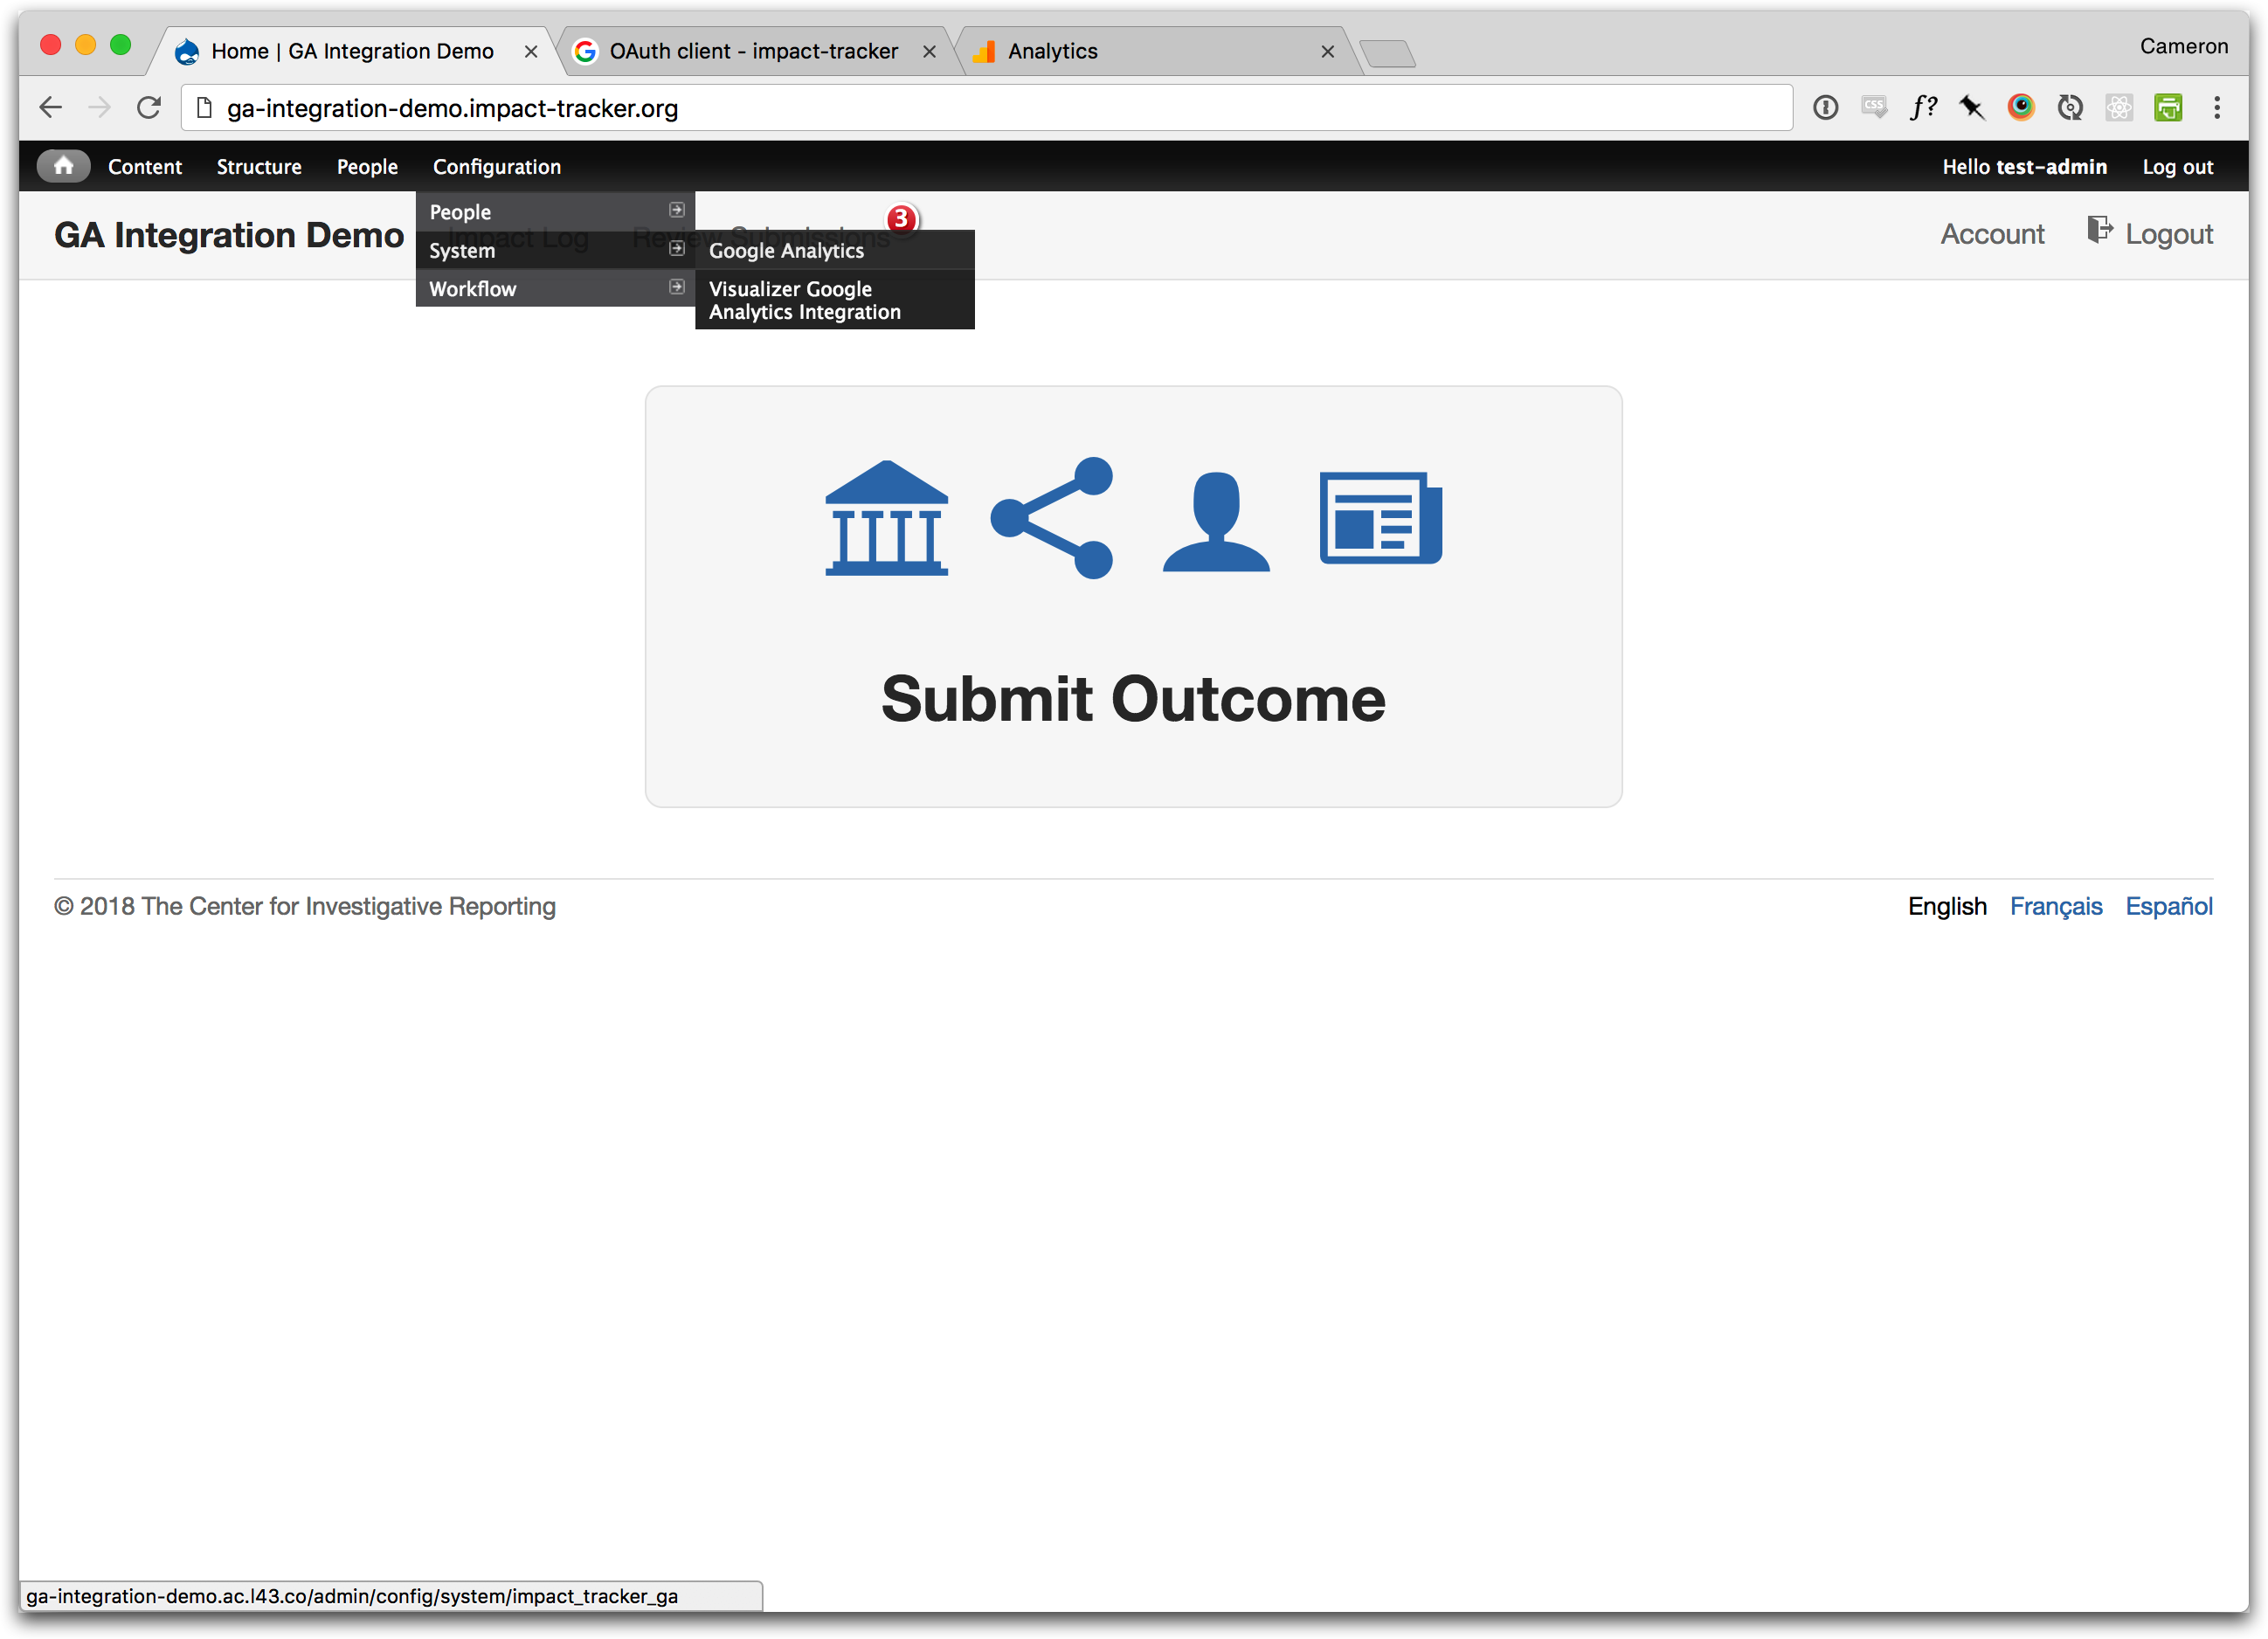 Home | GA Integration Demo
OAuth client - impact-tracker
Analytics
Cameron
ga-integration-demo.impact-tracker.org
CSS
f?
Content Structure People Configuration
Hello test-admin Log out
GA Integration Demo
Impact Log
Review Submissions
3
Account
Logout
People
System
Workflow
Google Analytics
Visualizer Google
Analytics Integration
Submit Outcome
© 2018 The Center for Investigative Reporting
English Français Español
ga-integration-demo.ac.l43.co/admin/config/system/impact_tracker_ga